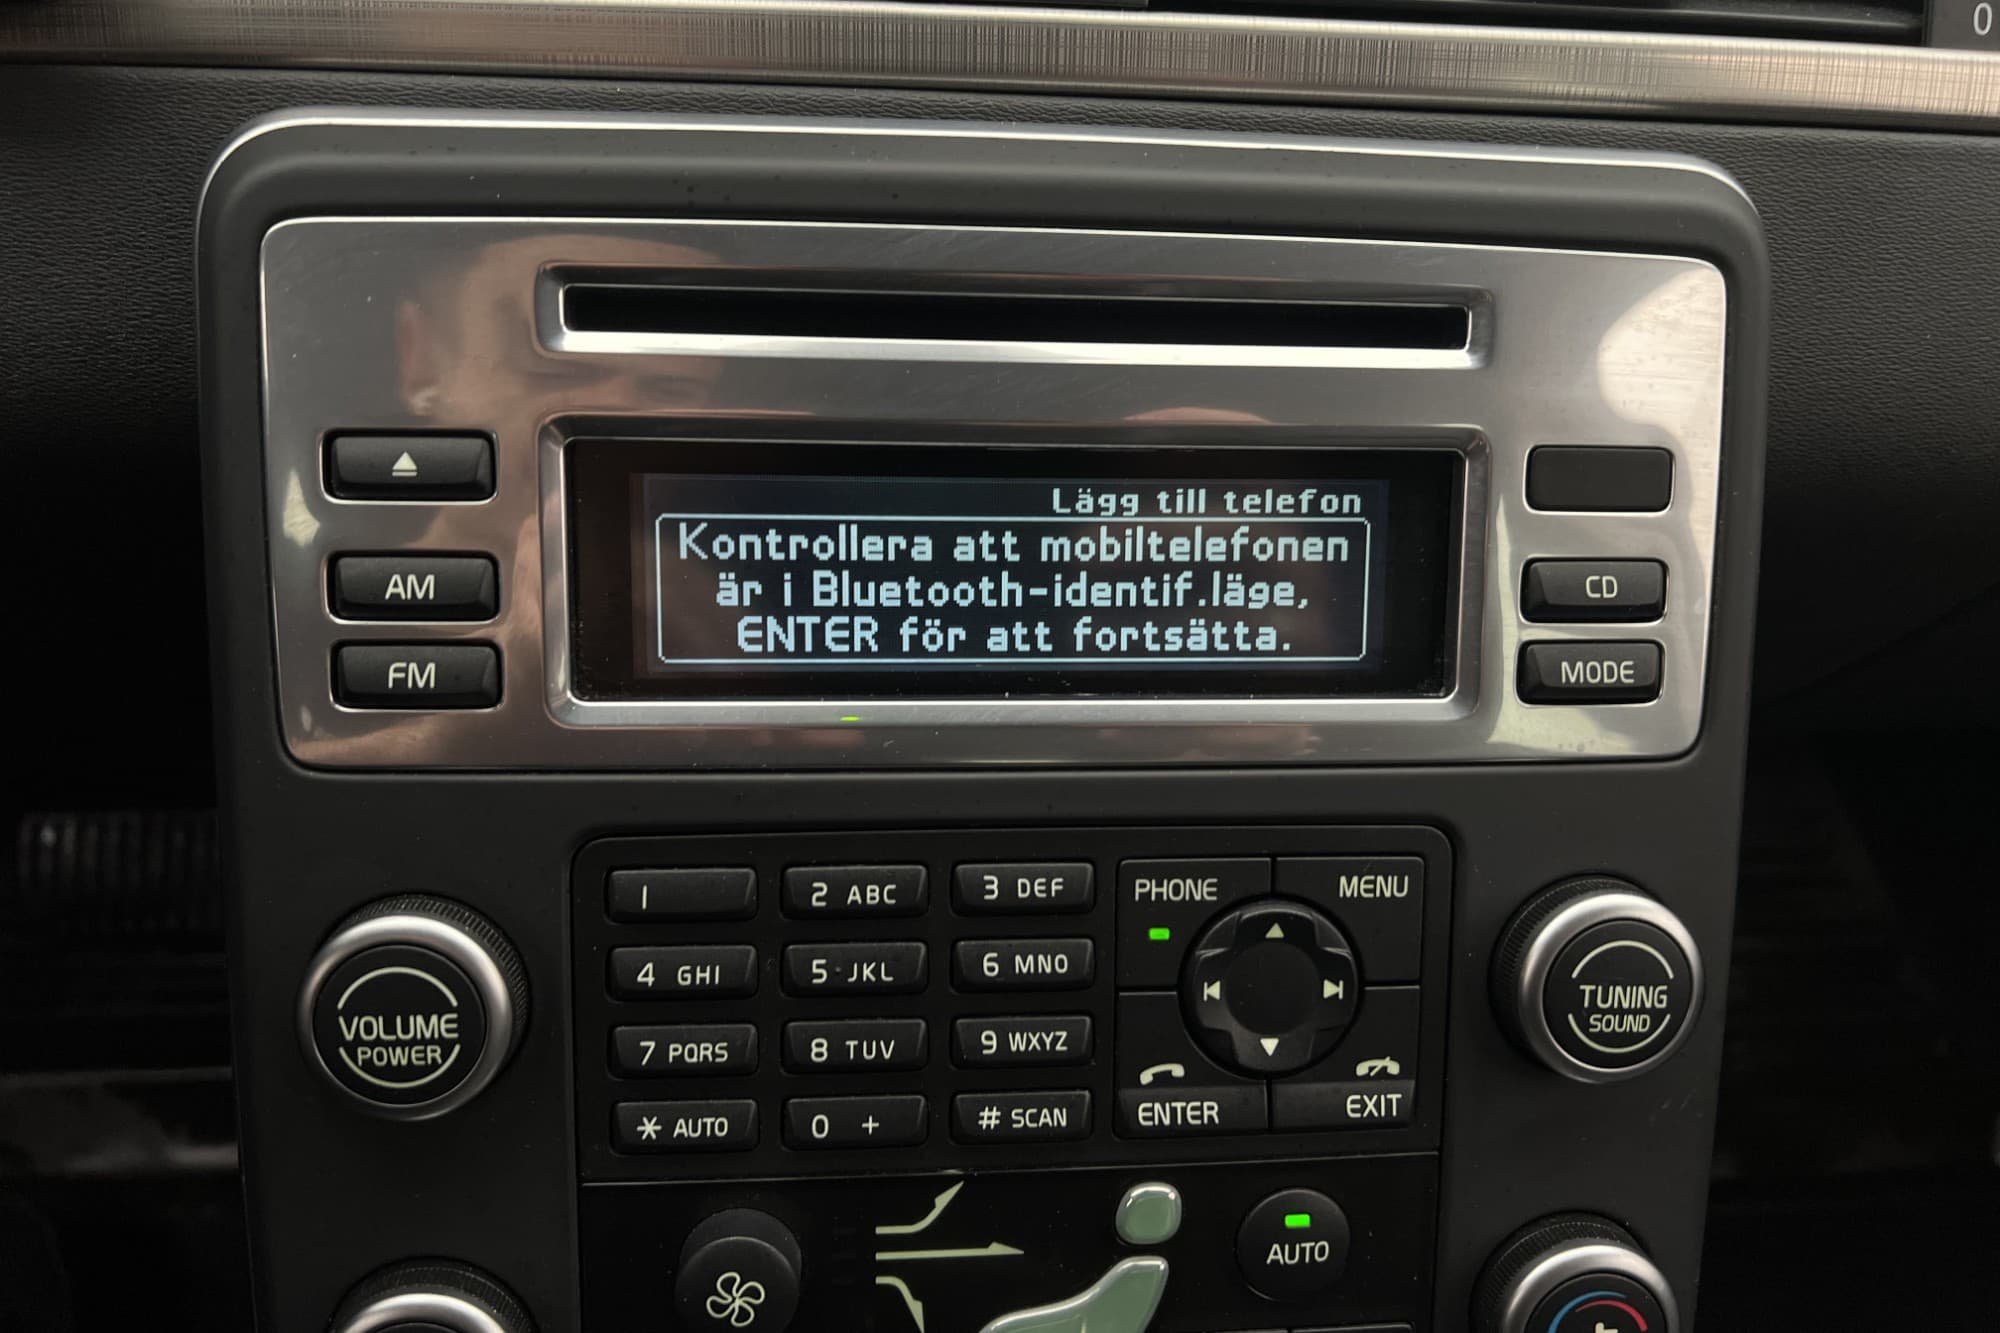 0
Lägg till telefon
Kontrollera att mobiltelefonen
är i Bluetooth-identif.läge,
ENTER för att fortsätta.
AM
FM
CD
MODE
1
2 ABC
3 DEF
4 GHI
5 JKL
6 MNO
7 PQRS
8 TUV
9 WXYZ
* AUTO
0 +
# SCAN
PHONE
MENU
ENTER
EXIT
VOLUME
POWER
TUNING
SOUND
AUTO